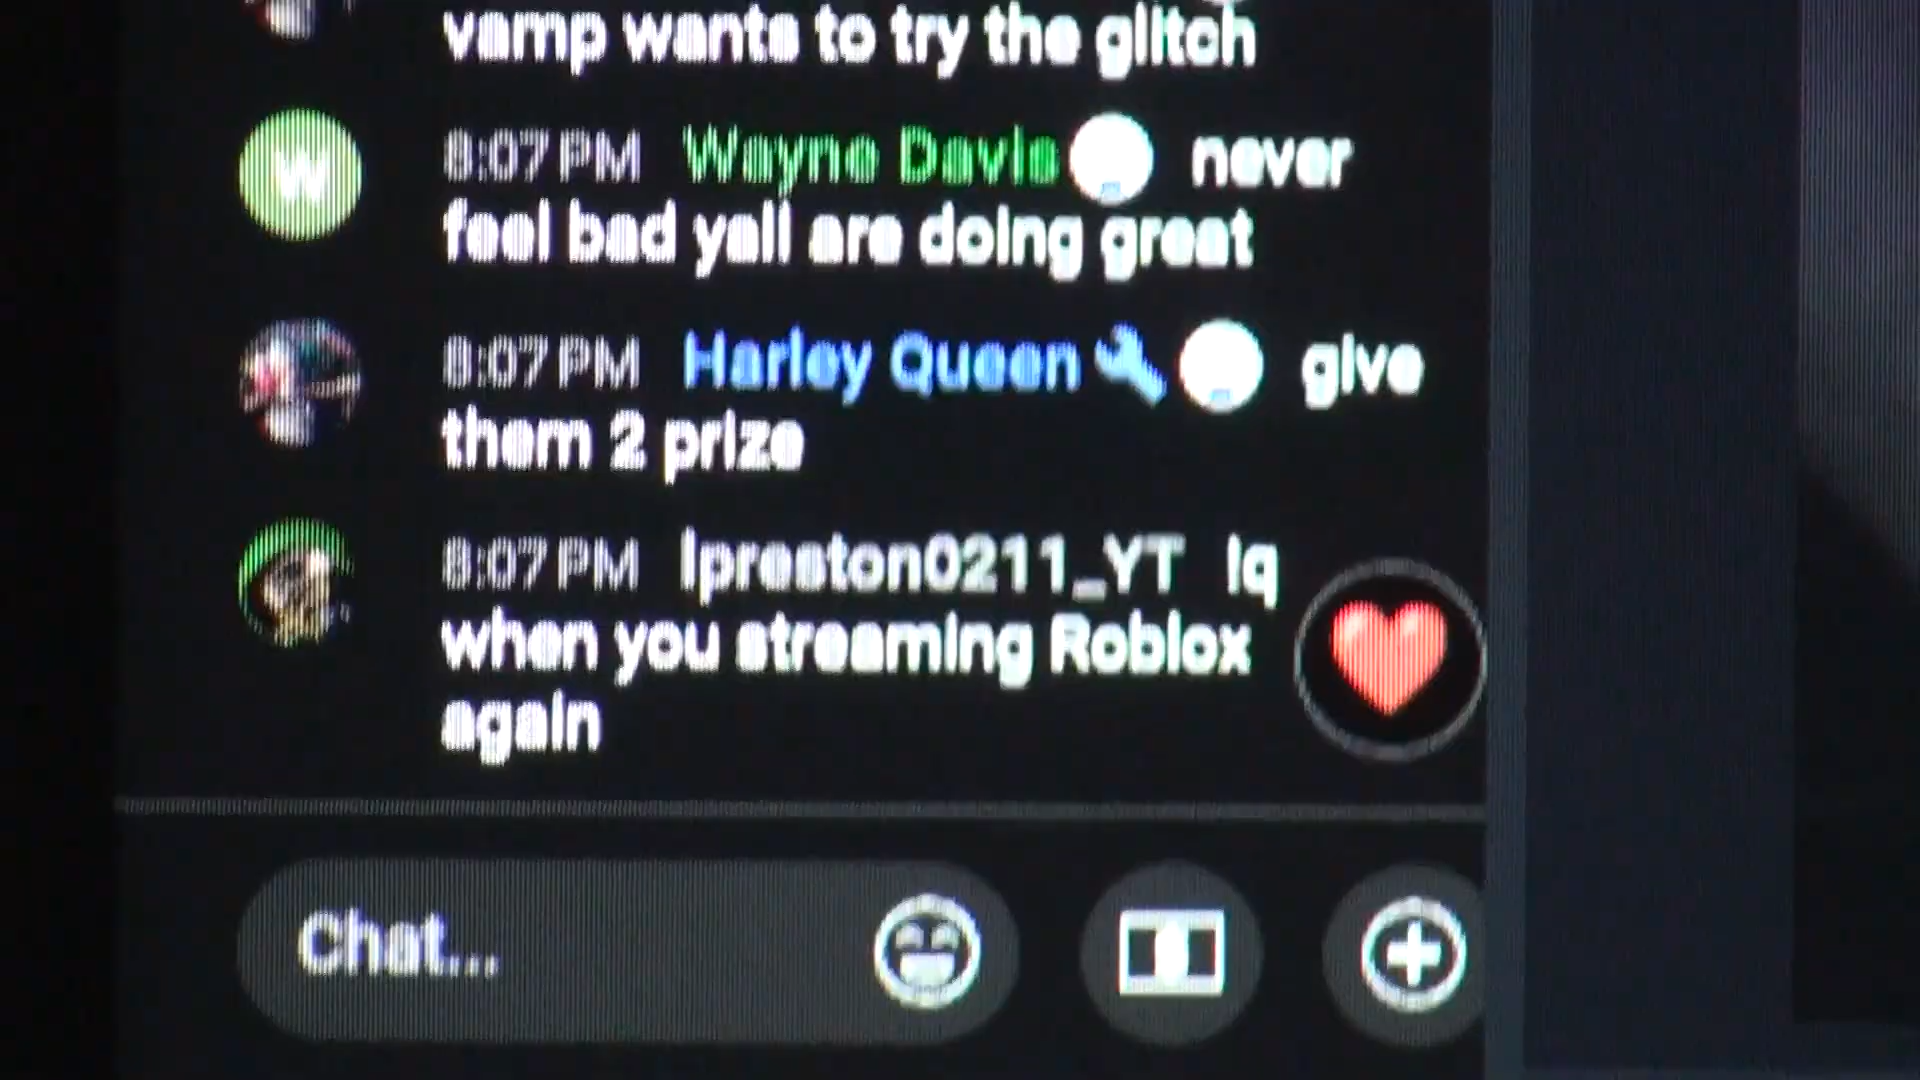 vamp wants to try the glitch
W
8:07 PM Wayne Davis never
feel bad yall are doing great
8:07 PM Harley Queen give
them 2 prize
8:07 PM lpreston0211_YT Iq
when you streaming Roblox
again
Chat...